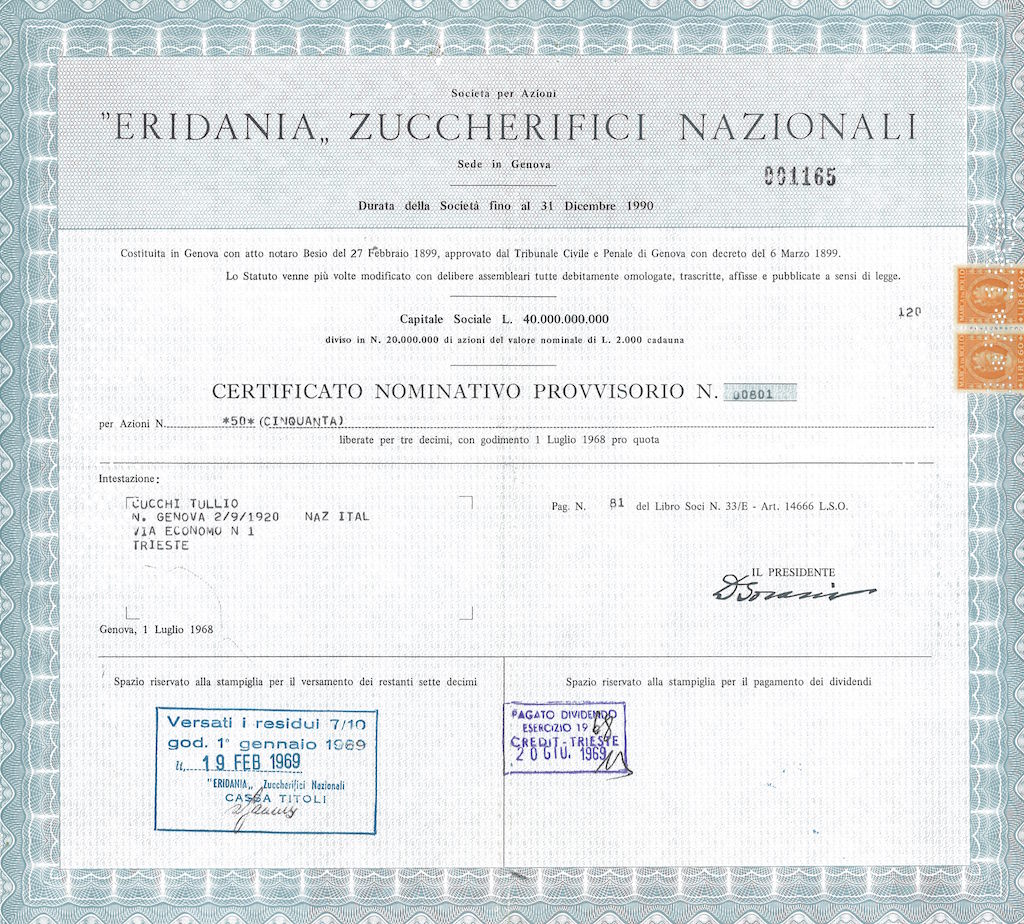 Societa per Azioni
"ERIDANIA„ ZUCCHERIFICI NAZIONALI
Sede in Genova
001165
Durata della Società fino al 31 Dicembre 1990
Costituita in Genova con atto notaro Besio del 27 Febbraio 1899, approvato dal Tribunale Civile e Penale di Genova con decreto del 6 Marzo 1899.
Lo Statuto venne più volte modificato con delibere assembleari tutte debitamente omologate, trascritte, affisse e pubblicate a sensi di legge.
Capitale Sociale L. 40.000.000.000
120
diviso in N. 20.000.000 di azioni del valore nominale di L. 2.000 cadauna
CERTIFICATO NOMINATIVO PROVVISORIO N. 00801
per Azioni N. *50*(CINQUANTA)
liberate per tre decimi, con godimento 1 Luglio 1968 pro quota
Intestazione:
CUCCHI TULLIO
N. GENOVA 2/9/1920 NAZ ITAL
VIA ECONOMO N 1
TRIESTE
Pag. N. 81 del Libro Soci N. 33/E - Art. 14666 L.S.O.
IL PRESIDENTE
Genova, 1 Luglio 1968
Spazio riservato alla stampiglia per il versamento dei restanti sette decimi
Spazio riservato alla stampiglia per il pagamento dei dividendi
Versati i residui 7/10
god. 1° gennaio 1969
li, 19 FEB 1969
"ERIDANIA„ Zuccherifici Nazionali
CASSA TITOLI
PAGATO DIVIDENDO
ESERCIZIO 1968
CREDIT - TRIESTE
20 GIU. 1969